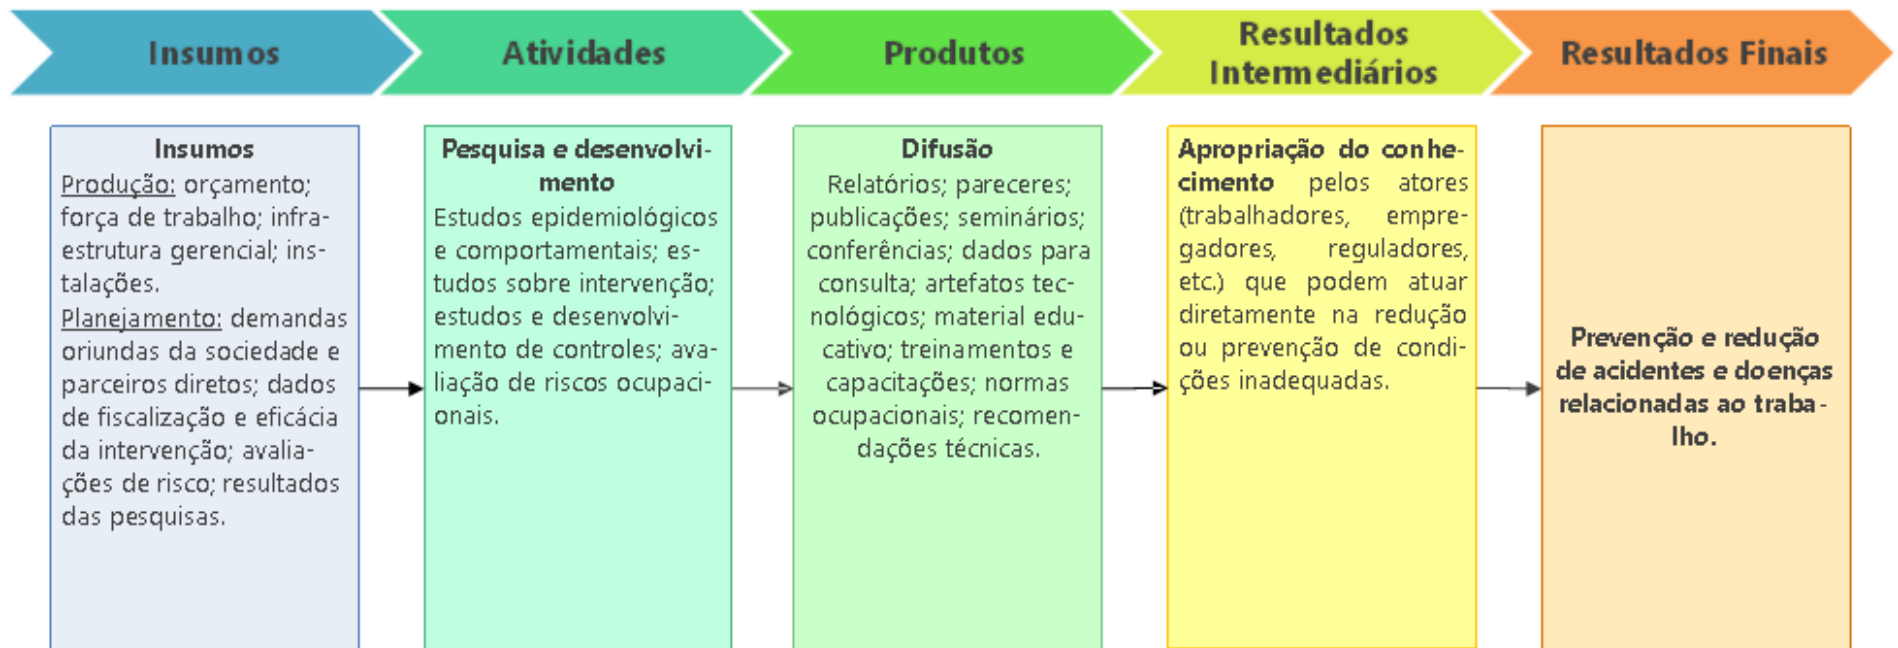 Insumos
Atividades
Produtos
Resultados
Intermediários
Resultados Finais
Insumos
Produção: orçamento;
força de trabalho; infra-
estrutura gerencial; ins-
talações.
Planejamento: demandas
oriundas da sociedade e
parceiros diretos; dados
de fiscalização e eficácia
da intervenção; avalia-
ções de risco; resultados
das pesquisas.
Pesquisa e desenvolvi-
mento
Estudos epidemiológicos
e comportamentais; es-
tudos sobre intervenção;
estudos e desenvolvi-
mento de controles; ava-
liação de riscos ocupaci-
onais.
Difusão
Relatórios; pareceres;
publicações; seminários;
conferências; dados para
consulta; artefatos tec-
nológicos; material edu-
cativo; treinamentos e
capacitações; normas
ocupacionais; recomen-
dações técnicas.
Apropriação do conhe-
cimento pelos atores
(trabalhadores, empre-
gadores, reguladores,
etc.) que podem atuar
diretamente na redução
ou prevenção de condi-
ções inadequadas.
Prevenção e redução
de acidentes e doenças
relacionadas ao traba-
lho.